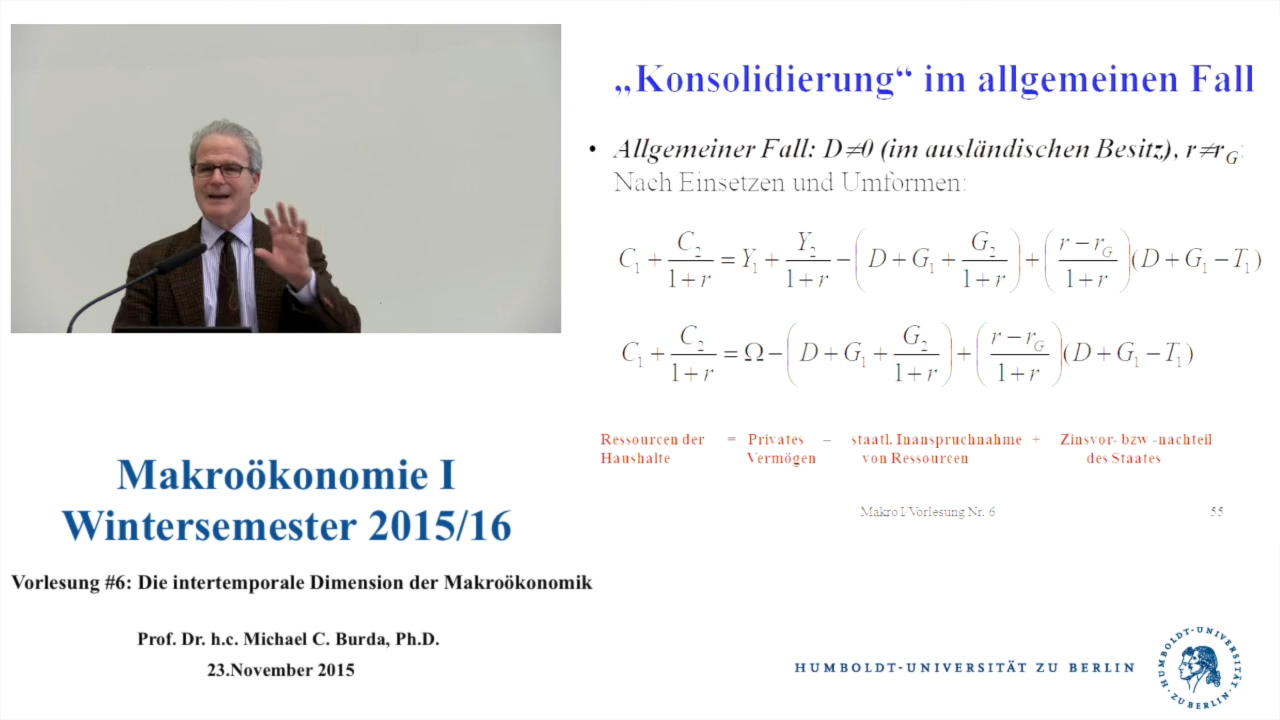 „Konsolidierung“ im allgemeinen Fall
• Allgemeiner Fall: D≠0 (im ausländischen Besitz), r≠r_G:
Nach Einsetzen und Umformen:
C₁ + C₂/(1+r) = Y₁ + Y₂/(1+r) − (D + G₁ + G₂/(1+r)) + ((r − r_G)/(1+r))(D + G₁ − T₁)
C₁ + C₂/(1+r) = Ω − (D + G₁ + G₂/(1+r)) + ((r − r_G)/(1+r))(D + G₁ − T₁)
Ressourcen der = Privates − staatl. Inanspruchnahme + Zinsvor- bzw -nachteil
Haushalte Vermögen von Ressourcen des Staates
Makro I/Vorlesung Nr. 6 55
Makroökonomie I
Wintersemester 2015/16
Vorlesung #6: Die intertemporale Dimension der Makroökonomik
Prof. Dr. h.c. Michael C. Burda, Ph.D.
23.November 2015
HUMBOLDT-UNIVERSITÄT ZU BERLIN
HUMBOLDT-UNIVERSITÄT
ZU BERLIN